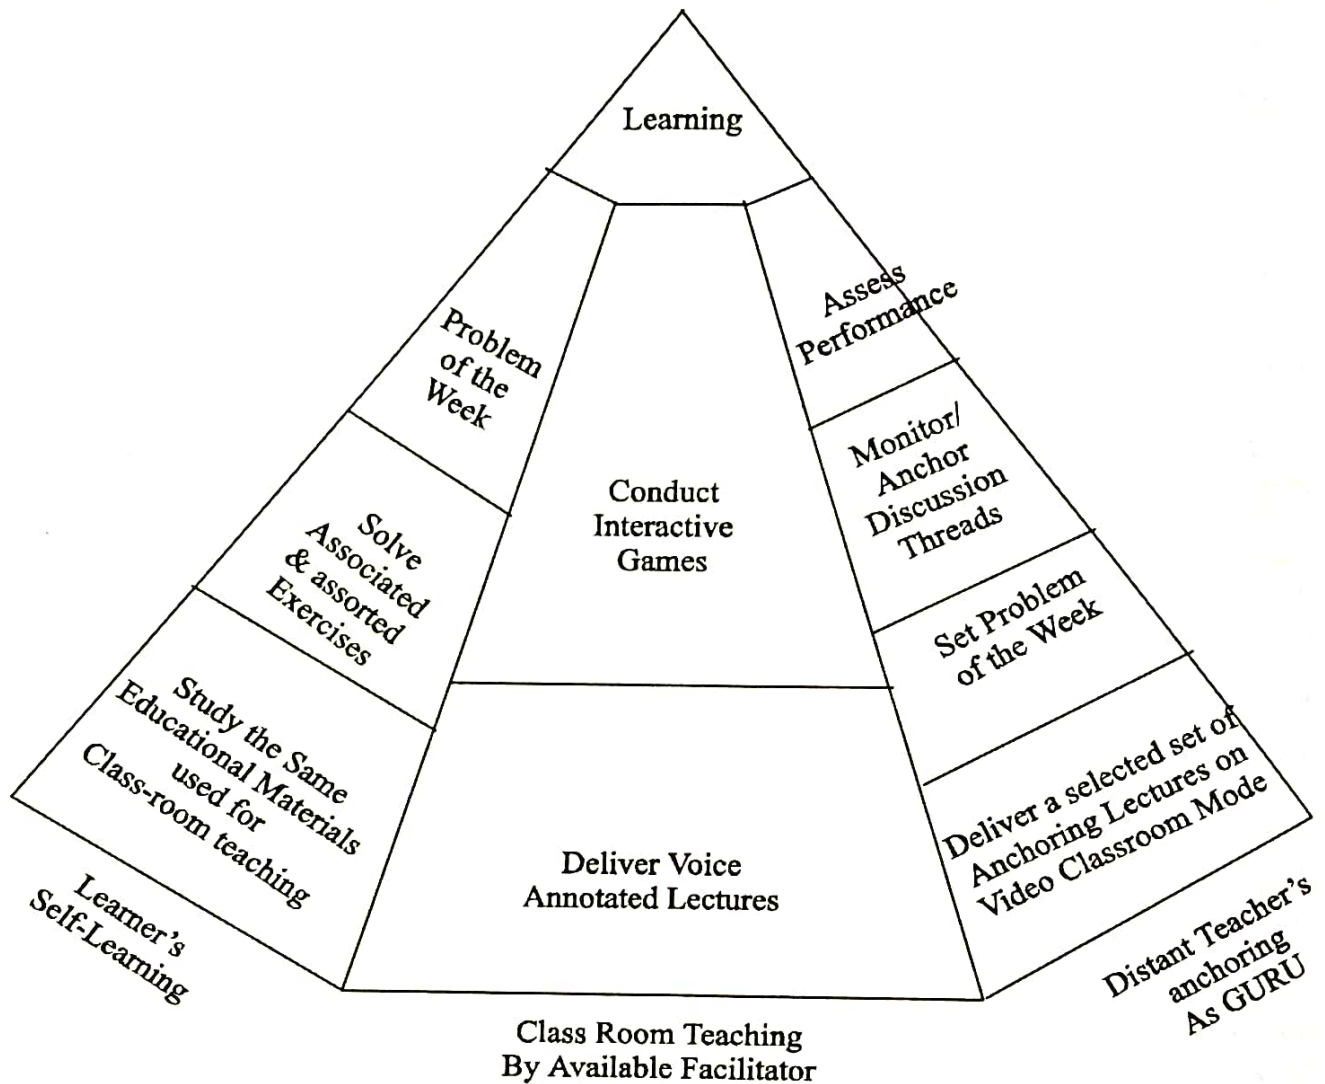 Learning
Problem
of the
Week
Solve
Associated
& assorted
Exercises
Study the Same
Educational Materials
used for
Class-room teaching
Learner's
Self-Learning
Conduct
Interactive
Games
Deliver Voice
Annotated Lectures
Class Room Teaching
By Available Facilitator
Assess
Performance
Monitor/
Anchor
Discussion
Threads
Set Problem
of the Week
Deliver a selected set of
Anchoring Lectures on
Video Classroom Mode
Distant Teacher's
anchoring
As GURU